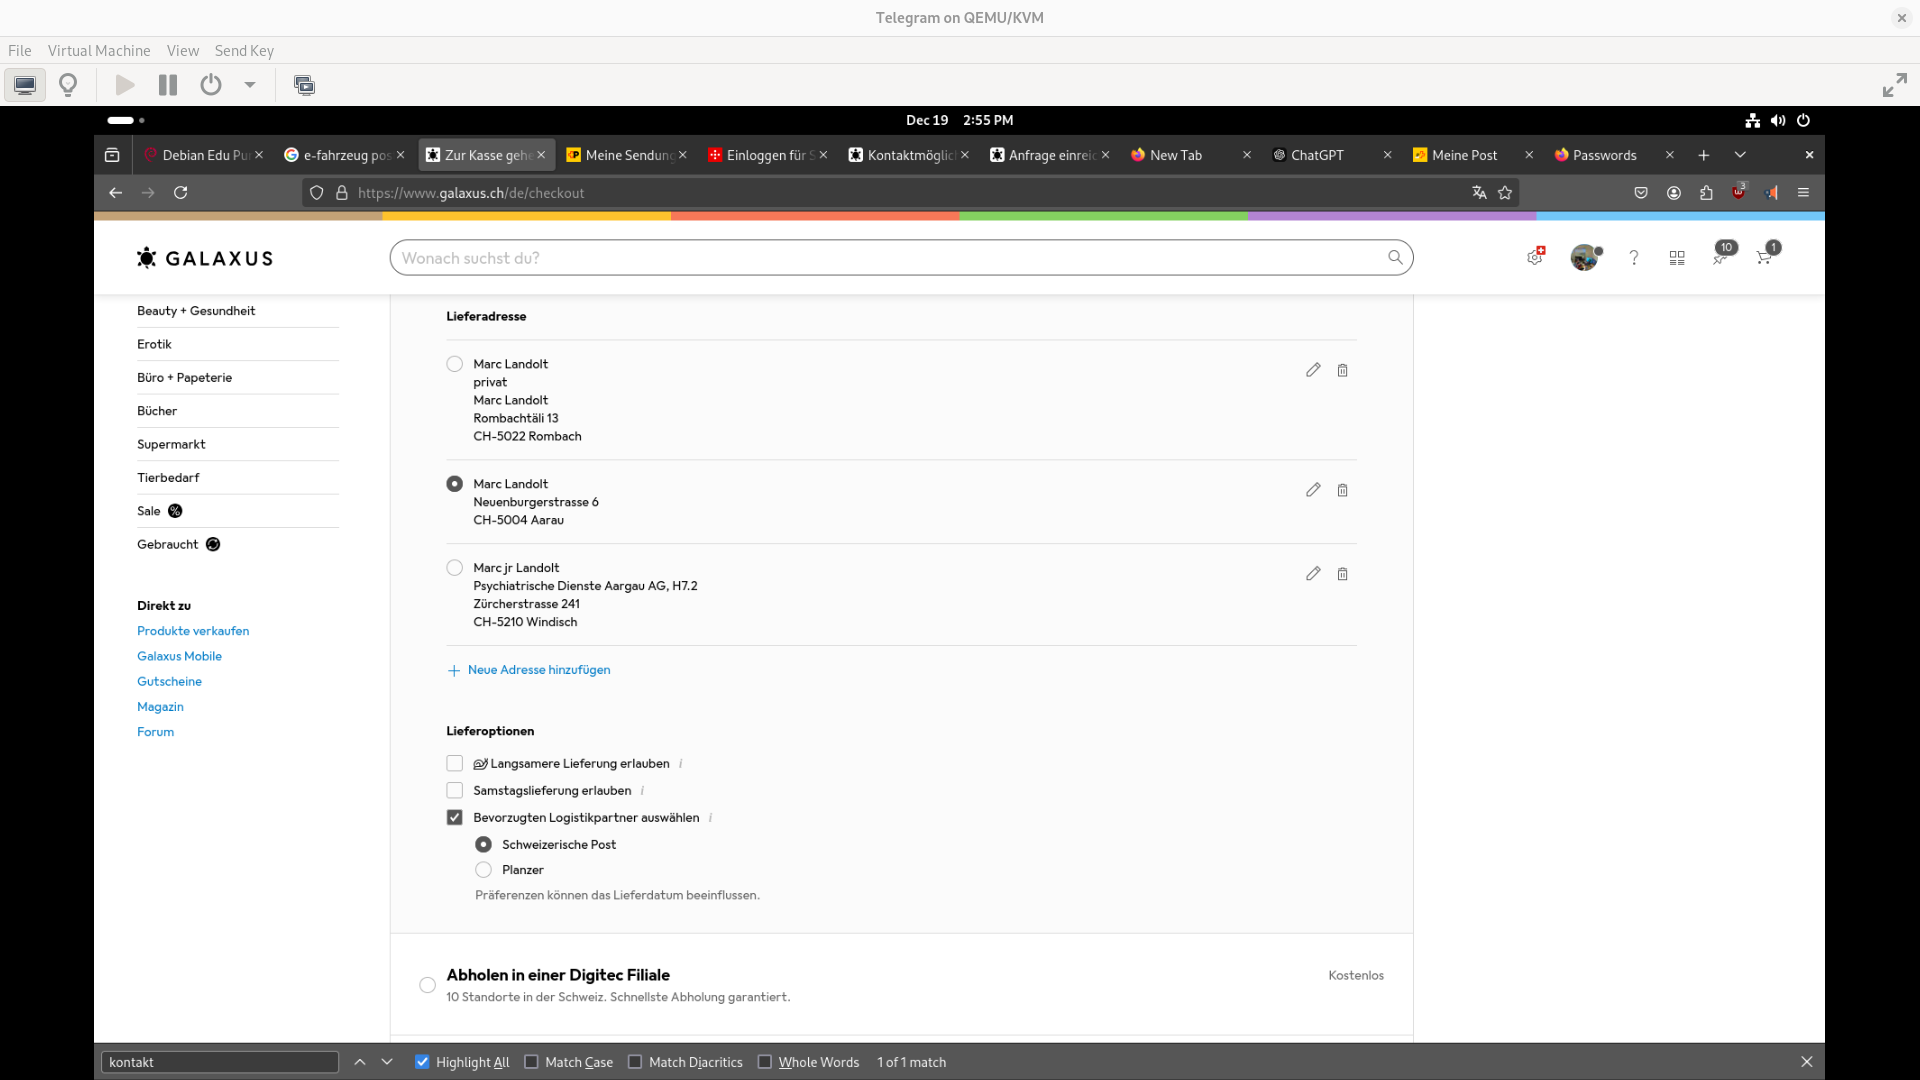 Telegram on QEMU/KVM
File Virtual Machine View Send Key
Dec 19 2:55 PM
Debian Edu Pu
e-fahrzeug pos
Zur Kasse gehe
Meine Sendung
Einloggen für S
Kontaktmöglich
Anfrage einreic
New Tab
ChatGPT
Meine Post
Passwords
https://www.galaxus.ch/de/checkout
3
GALAXUS
Wonach suchst du?
10
1
Beauty + Gesundheit
Erotik
Büro + Papeterie
Bücher
Supermarkt
Tierbedarf
Sale %
Gebraucht
Direkt zu
Produkte verkaufen
Galaxus Mobile
Gutscheine
Magazin
Forum
Lieferadresse
Marc Landolt
privat
Marc Landolt
Rombachtäli 13
CH-5022 Rombach
Marc Landolt
Neuenburgerstrasse 6
CH-5004 Aarau
Marc jr Landolt
Psychiatrische Dienste Aargau AG, H7.2
Zürcherstrasse 241
CH-5210 Windisch
Neue Adresse hinzufügen
Lieferoptionen
Langsamere Lieferung erlauben i
Samstagslieferung erlauben i
Bevorzugten Logistikpartner auswählen i
Schweizerische Post
Planzer
Präferenzen können das Lieferdatum beeinflussen.
Abholen in einer Digitec Filiale
Kostenlos
10 Standorte in der Schweiz. Schnellste Abholung garantiert.
kontakt
Highlight All
Match Case
Match Diacritics
Whole Words
1 of 1 match